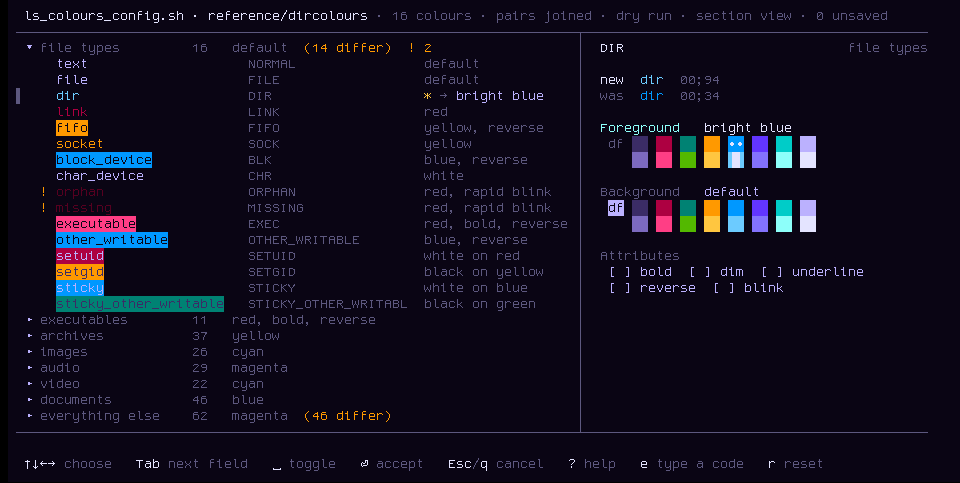 ls_colours_config.sh · reference/dircolours · 16 colours · pairs joined · dry run · section view · 0 unsaved
▾ file types 16 default (14 differ) ! 2
text NORMAL default
file FILE default
dir DIR * → bright blue
link LINK red
fifo FIFO yellow, reverse
socket SOCK yellow
block_device BLK blue, reverse
char_device CHR white
! orphan ORPHAN red, rapid blink
! missing MISSING red, rapid blink
executable EXEC red, bold, reverse
other_writable OTHER_WRITABLE blue, reverse
setuid SETUID white on red
setgid SETGID black on yellow
sticky STICKY white on blue
sticky_other_writable STICKY_OTHER_WRITABL black on green
▸ executables 11 red, bold, reverse
▸ archives 37 yellow
▸ images 26 cyan
▸ audio 29 magenta
▸ video 22 cyan
▸ documents 46 blue
▸ everything else 62 magenta (46 differ)
DIR file types
new dir 00;94
was dir 00;34
Foreground bright blue
df
Background default
df
Attributes
[ ] bold [ ] dim [ ] underline
[ ] reverse [ ] blink
↑↓←→ choose Tab next field ␣ toggle ⏎ accept Esc/q cancel ? help e type a code r reset